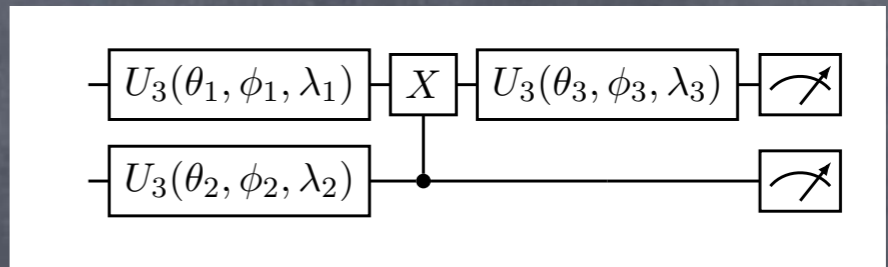 U₃(θ₁, ϕ₁, λ₁) X U₃(θ₃, ϕ₃, λ₃)
U₃(θ₂, ϕ₂, λ₂)